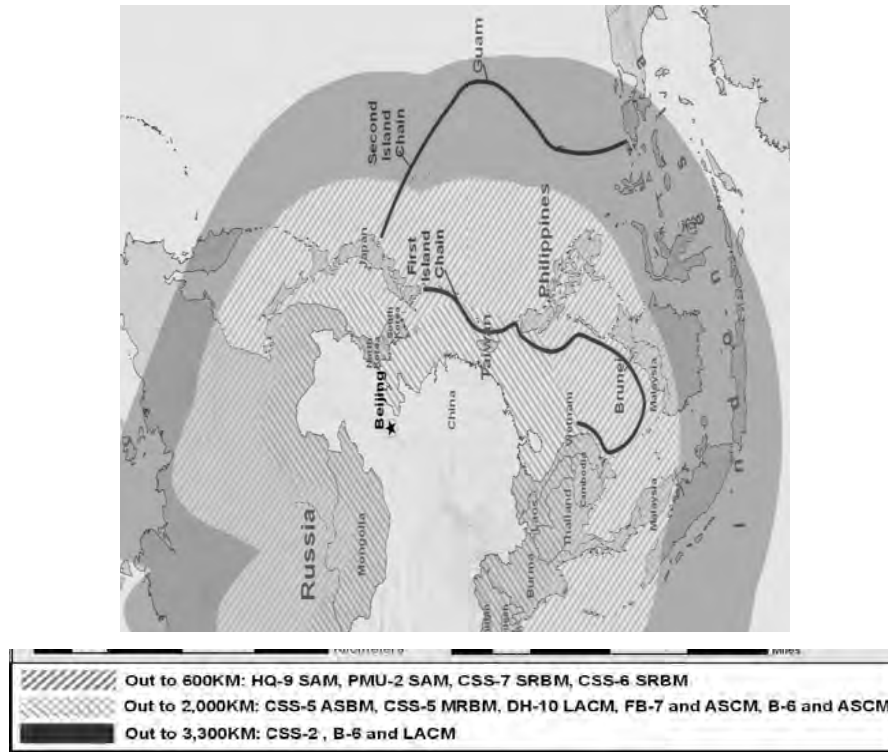 Guam
Second
Island
Chain
Japan
First
Island
Chain
Philippines
North
Korea
South
Korea
Taiwan
Beijing
China
Brunei
Malaysia
Vietnam
Cambodia
Russia
Mongolia
Laos
Thailand
Burma
Malaysia
Indones
Kilometers
Miles
Out to 600KM: HQ-9 SAM, PMU-2 SAM, CSS-7 SRBM, CSS-6 SRBM
Out to 2,000KM: CSS-5 ASBM, CSS-5 MRBM, DH-10 LACM, FB-7 and ASCM, B-6 and ASCM
Out to 3,300KM: CSS-2 , B-6 and LACM